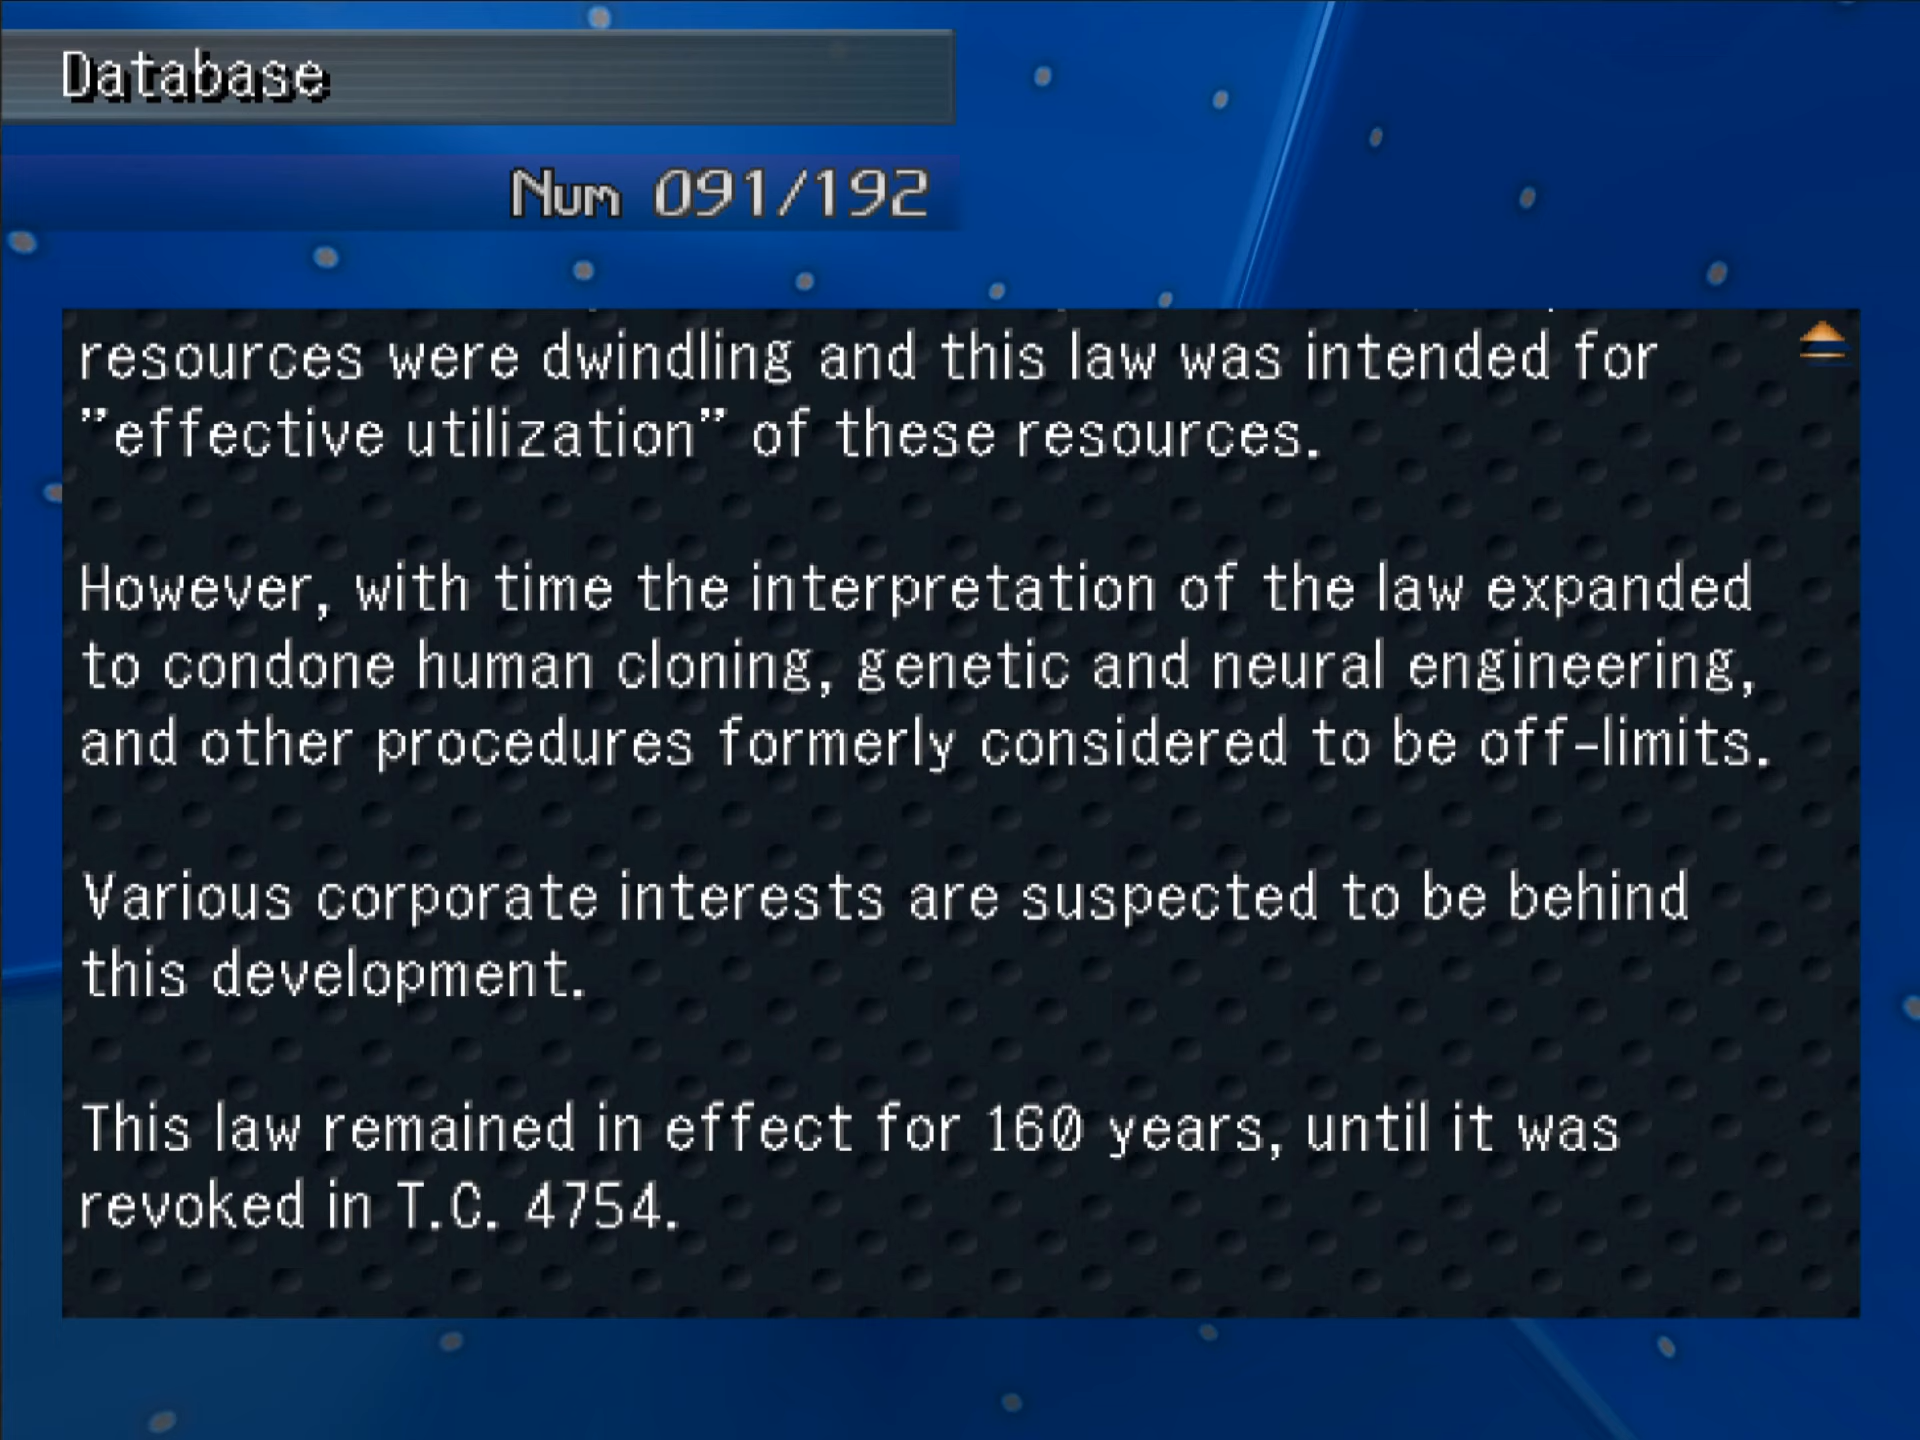 Database
Num 091/192
resources were dwindling and this law was intended for
"effective utilization" of these resources.
However, with time the interpretation of the law expanded
to condone human cloning, genetic and neural engineering,
and other procedures formerly considered to be off-limits.
Various corporate interests are suspected to be behind
this development.
This law remained in effect for 160 years, until it was
revoked in T.C. 4754.